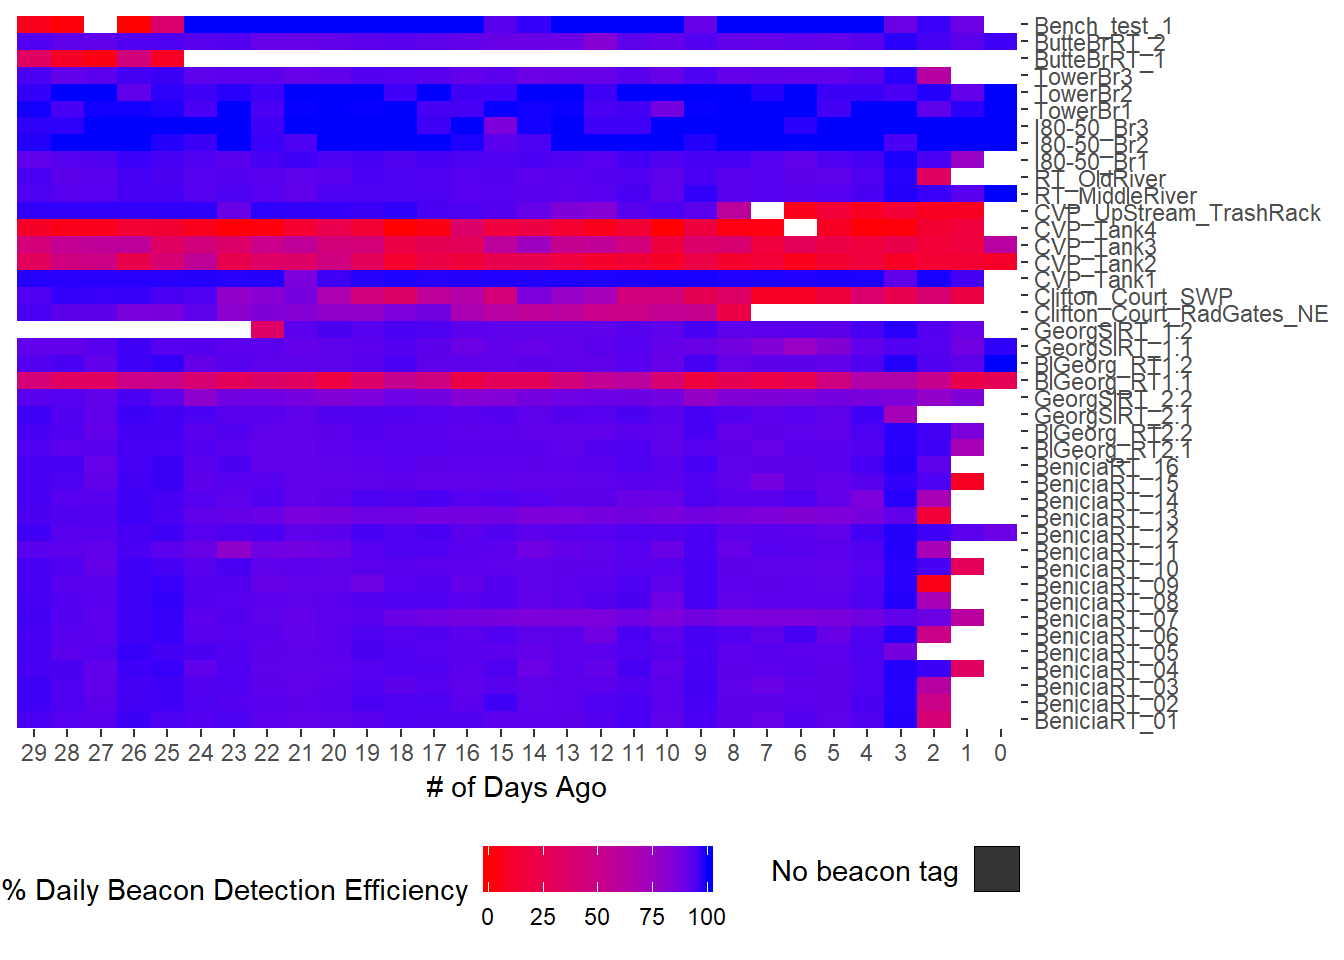 Bench_test_1
ButteBrRT_2
ButteBrRT_1
TowerBr3
TowerBr2
TowerBr1
I80-50_Br3
I80-50_Br2
I80-50_Br1
RT_OldRiver
RT_MiddleRiver
CVP_UpStream_TrashRack
CVP_Tank4
CVP_Tank3
CVP_Tank2
CVP_Tank1
Clifton_Court_SWP
Clifton_Court_RadGates_NE
GeorgSlRT_1.2
GeorgSlRT_1.1
BlGeorg_RT1.2
BlGeorg_RT1.1
GeorgSlRT_2.2
GeorgSlRT_2.1
BlGeorg_RT2.2
BlGeorg_RT2.1
BeniciaRT_16
BeniciaRT_15
BeniciaRT_14
BeniciaRT_13
BeniciaRT_12
BeniciaRT_11
BeniciaRT_10
BeniciaRT_09
BeniciaRT_08
BeniciaRT_07
BeniciaRT_06
BeniciaRT_05
BeniciaRT_04
BeniciaRT_03
BeniciaRT_02
BeniciaRT_01
29 28 27 26 25 24 23 22 21 20 19 18 17 16 15 14 13 12 11 10 9 8 7 6 5 4 3 2 1 0
# of Days Ago
% Daily Beacon Detection Efficiency
0 25 50 75 100
No beacon tag